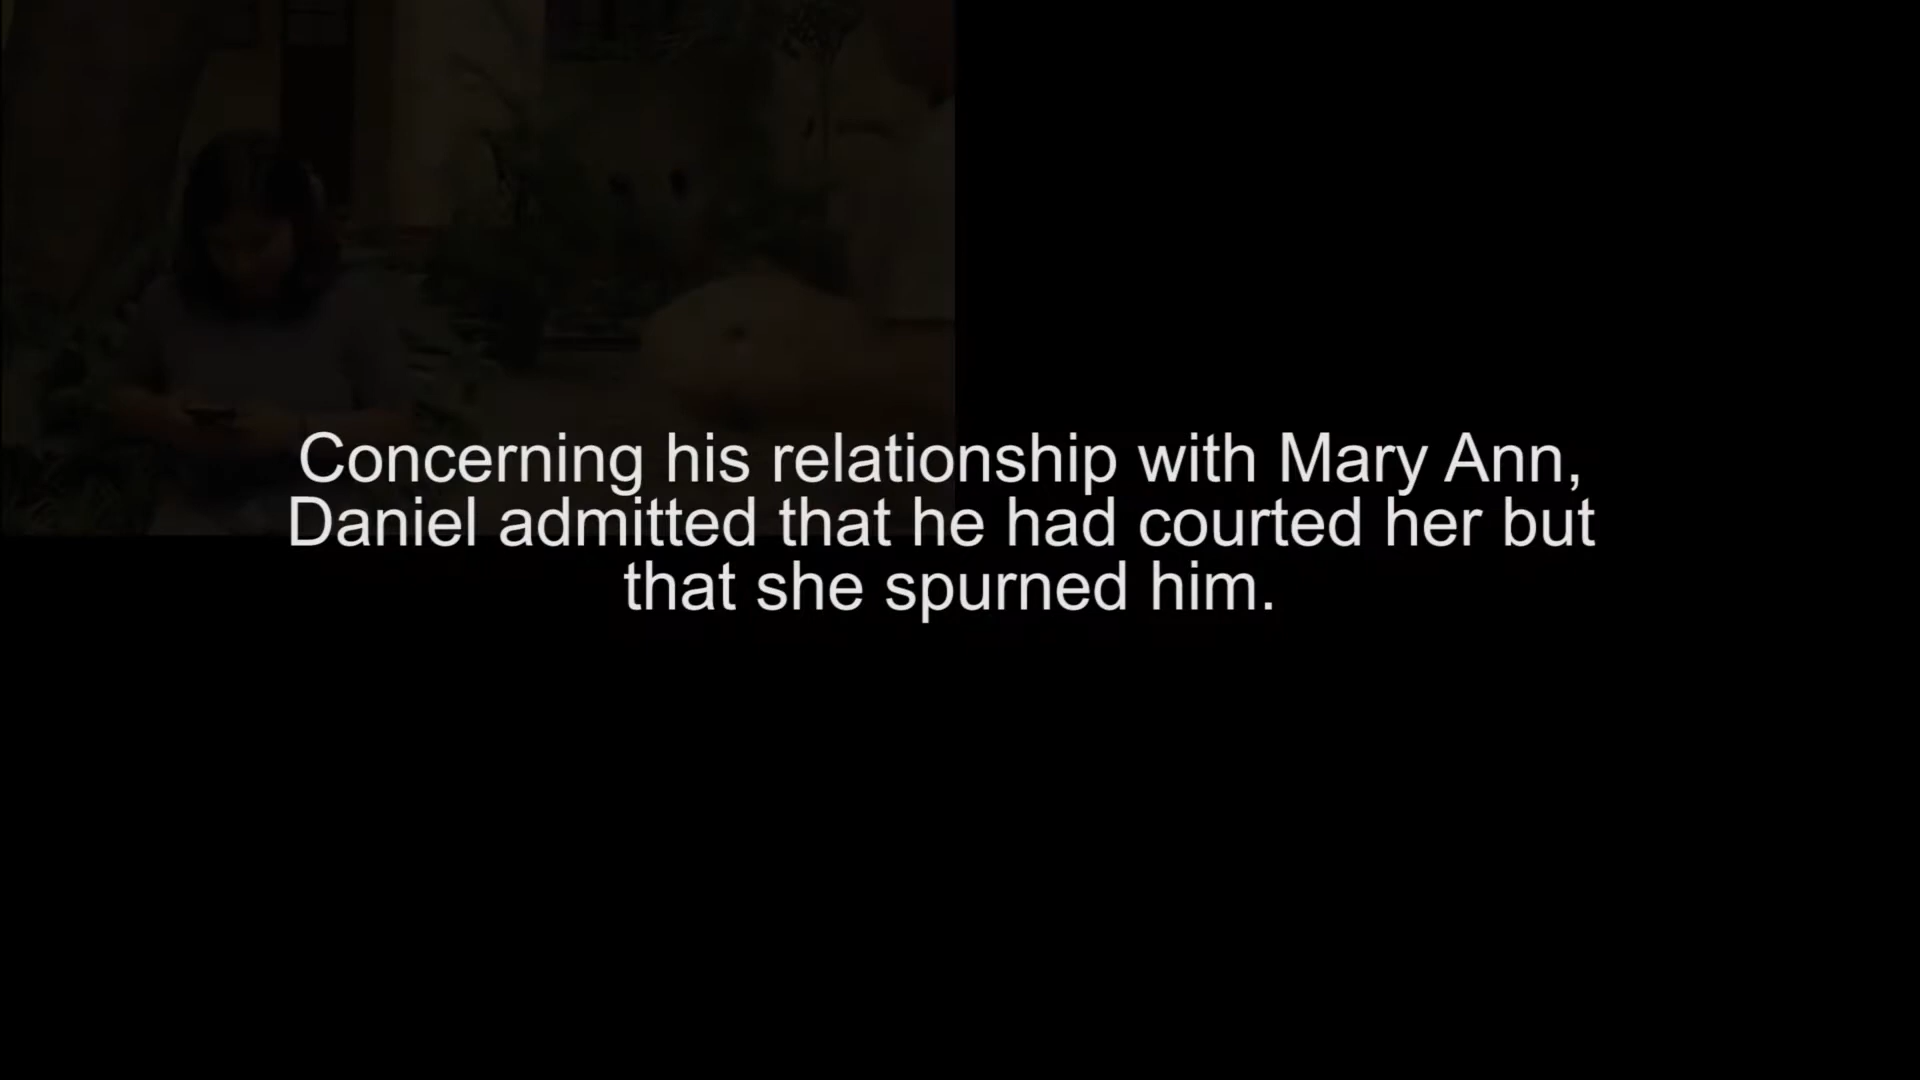 Concerning his relationship with Mary Ann,
Daniel admitted that he had courted her but
that she spurned him.